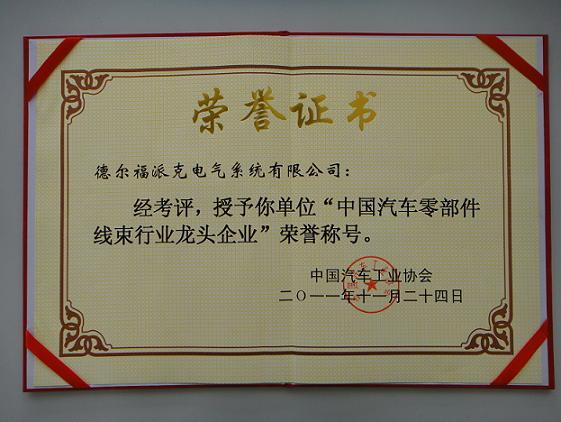 荣誉证书
德尔福派克电气系统有限公司：
经考评，授予你单位“中国汽车零部件
线束行业龙头企业”荣誉称号。
中国汽车工业协会
二〇一一年十一月二十四日